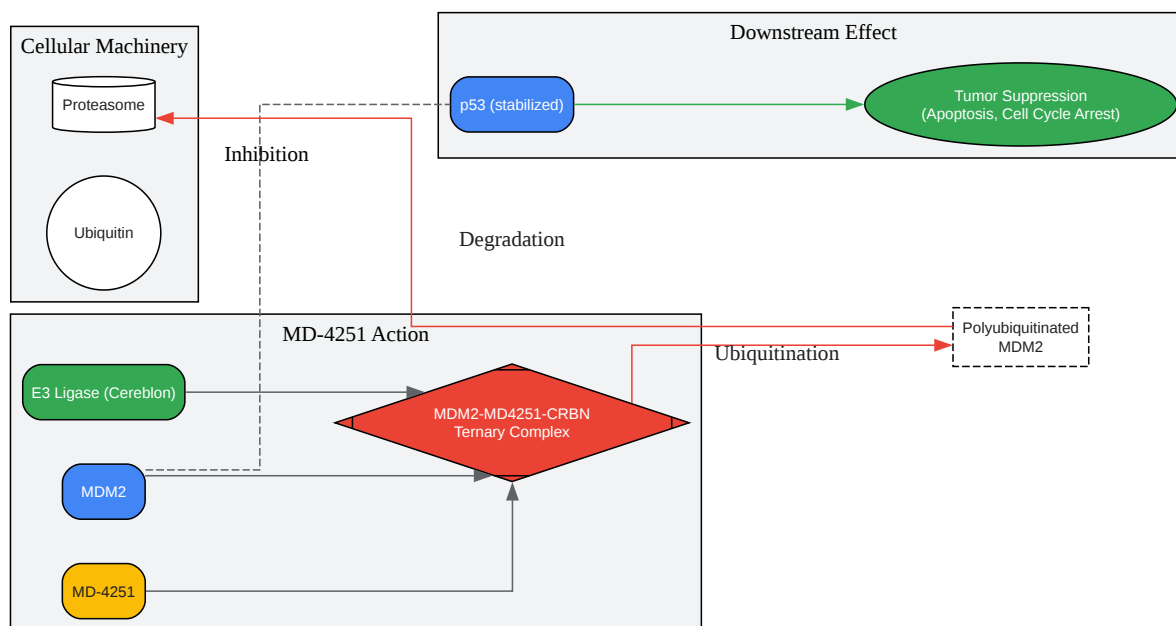 Cellular Machinery
Proteasome
Ubiquitin
Downstream Effect
p53 (stabilized)
Tumor Suppression
(Apoptosis, Cell Cycle Arrest)
Inhibition
Degradation
MD-4251 Action
E3 Ligase (Cereblon)
MDM2-MD4251-CRBN
Ternary Complex
MDM2
MD-4251
Ubiquitination
Polyubiquitinated
MDM2